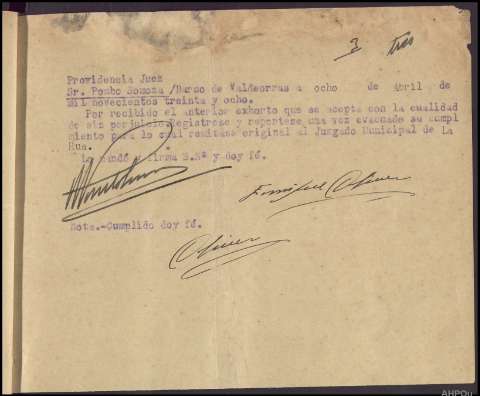 3 tres
Providencia Juez
Sr. Pombo Somoza /Barco de Valdeorras a ocho de Abril de
mil novecientos treinta y ocho.
Por recibido el anterior exhorto que se acepta con la cualidad
de sin perjuicio Registrese y reportese una vez evacuado su cumpl
miento para lo cual remitase original al Juzgado Municipal de La
Rua.
Lo mandó y firma S.Sª y doy fé.
Olivер
Nota.-Cumplido doy fé.
Oliver
AHPOu